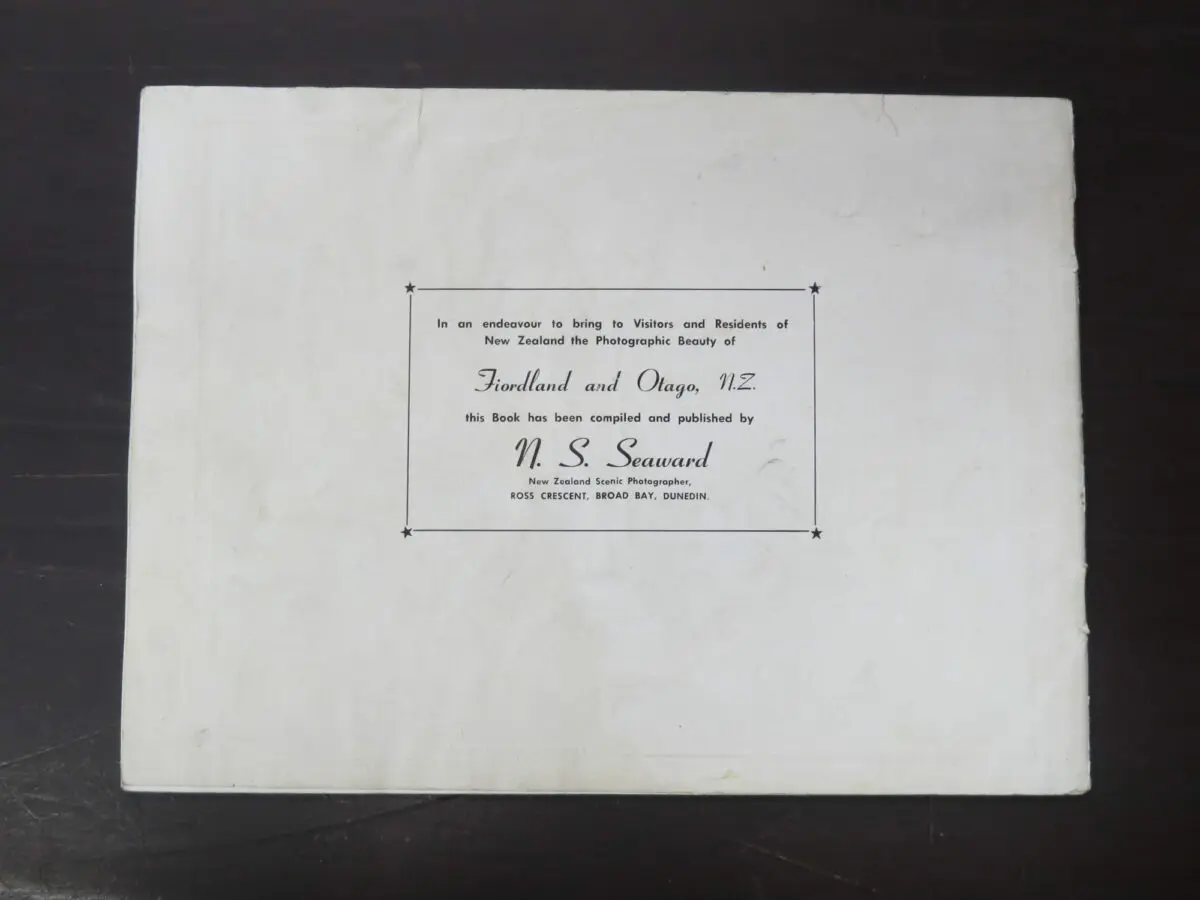 In an endeavour to bring to Visitors and Residents of
New Zealand the Photographic Beauty of
Fiordland and Otago, N.Z.
this Book has been compiled and published by
N. S. Seaward
New Zealand Scenic Photographer,
ROSS CRESCENT, BROAD BAY, DUNEDIN.